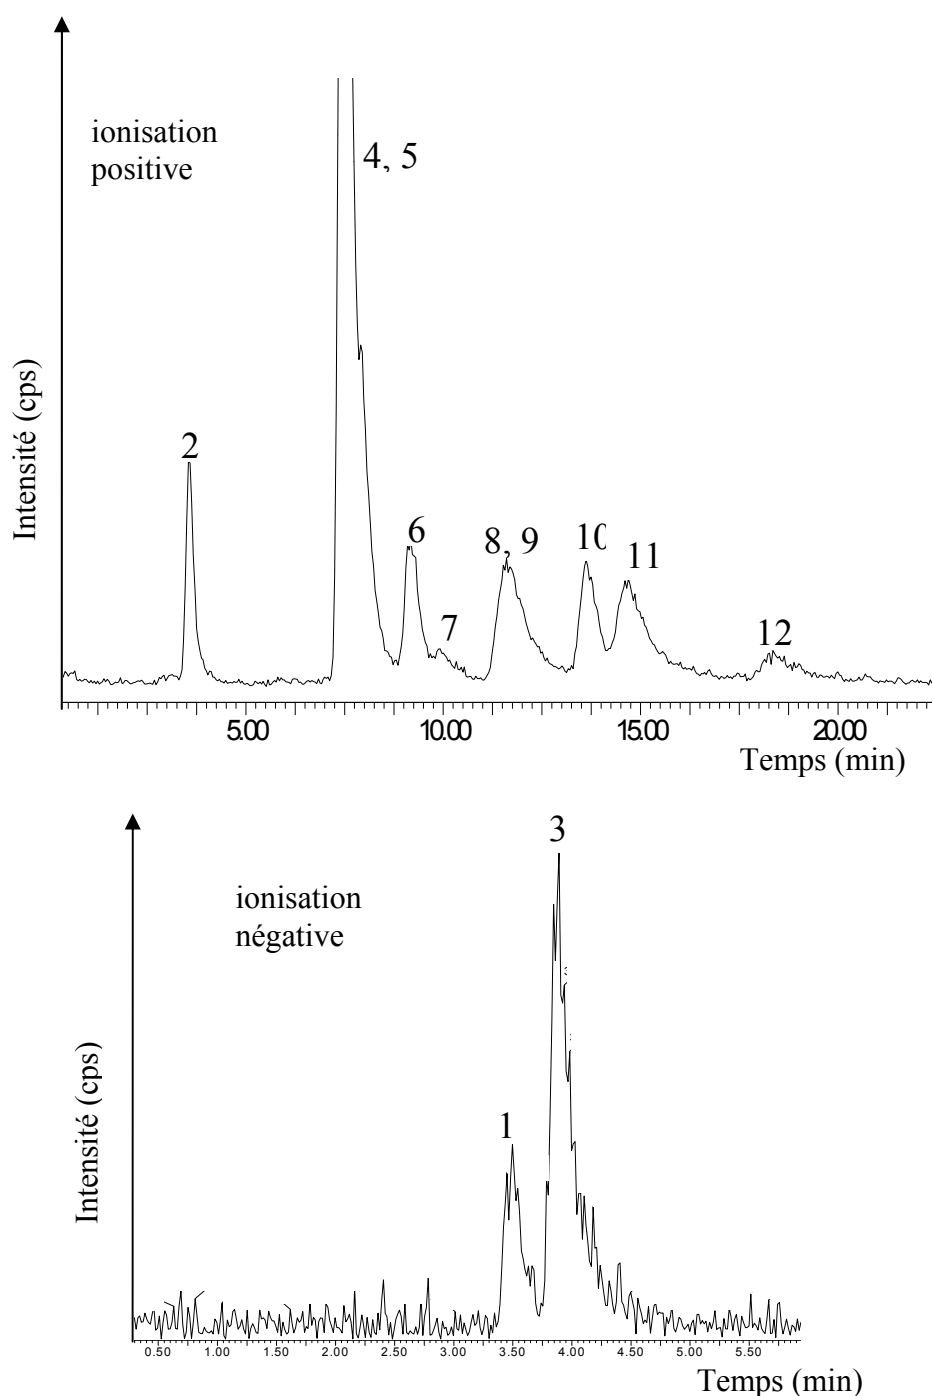 ionisation
positive
4, 5
Intensité (cps)
2
6
7
8, 9
10
11
12
5.00 10.00 15.00 20.00
Temps (min)
3
ionisation
négative
Intensité (cps)
1
0.50 1.00 1.50 2.00 2.50 3.00 3.50 4.00 4.50 5.00 5.50
Temps (min)